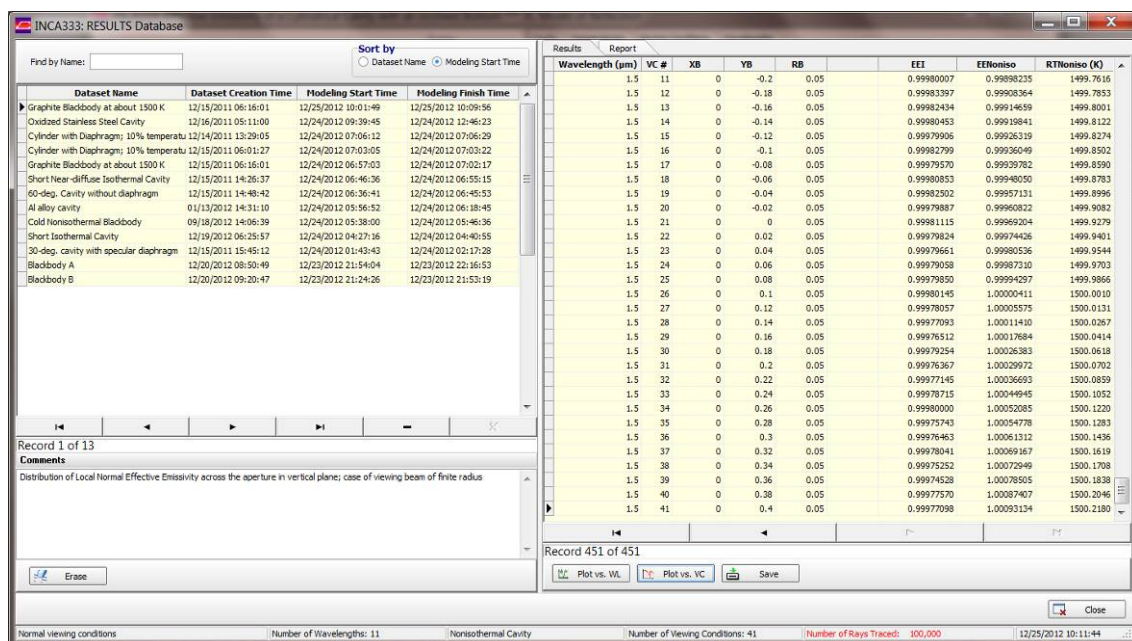 INCA333: RESULTS Database
Find by Name:
Sort by
Dataset Name Modeling Start Time
Dataset Name Dataset Creation Time Modeling Start Time Modeling Finish Time
Graphite Blackbody at about 1500 K 12/15/2011 06:16:01 12/25/2012 10:01:49 12/25/2012 10:09:56
Oxidized Stainless Steel Cavity 12/16/2012 05:11:00 12/24/2012 09:39:45 12/24/2012 12:46:23
Cylinder with Diaphragm; 10% temperatu 12/14/2011 13:29:05 12/24/2012 07:06:12 12/24/2012 07:06:29
Cylinder with Diaphragm; 10% temperatu 12/15/2011 06:01:27 12/24/2012 07:03:05 12/24/2012 07:03:22
Graphite Blackbody at about 1500 K 12/15/2011 06:16:01 12/24/2012 06:57:03 12/24/2012 07:02:17
Short Near-diffuse Isothermal Cavity 12/15/2011 14:26:37 12/24/2012 06:46:36 12/24/2012 06:55:15
60-deg. Cavity without diaphragm 12/15/2011 14:48:42 12/24/2012 06:36:41 12/24/2012 06:45:53
Al alloy cavity 01/13/2012 14:31:10 12/24/2012 05:56:52 12/24/2012 06:18:45
Cold Nonisothermal Blackbody 09/18/2012 14:06:39 12/24/2012 05:38:00 12/24/2012 05:46:36
Short Isothermal Cavity 12/19/2012 06:25:57 12/24/2012 04:27:16 12/24/2012 04:40:55
30-deg. cavity with specular diaphragm 12/15/2011 15:45:12 12/24/2012 01:43:43 12/24/2012 02:17:28
Blackbody A 12/20/2012 08:50:49 12/23/2012 21:54:04 12/23/2012 22:16:53
Blackbody B 12/20/2012 09:20:47 12/23/2012 21:24:26 12/23/2012 21:53:19
Record 1 of 13
Comments
Distribution of Local Normal Effective Emissivity across the aperture in vertical plane; case of viewing beam of finite radius
Erase
Results Report
Wavelength (μm) VC # XB YB RB EEI EENoniso RTNoniso (K)
1.5 11 0 -0.2 0.05 0.99980007 0.99898235 1499.7616
1.5 12 0 -0.18 0.05 0.99983397 0.99908364 1499.7853
1.5 13 0 -0.16 0.05 0.99982434 0.99914659 1499.8001
1.5 14 0 -0.14 0.05 0.99980453 0.99919841 1499.8122
1.5 15 0 -0.12 0.05 0.99979906 0.99926319 1499.8274
1.5 16 0 -0.1 0.05 0.99982799 0.99936049 1499.8502
1.5 17 0 -0.08 0.05 0.99979570 0.99939782 1499.8590
1.5 18 0 -0.06 0.05 0.99980853 0.99948050 1499.8783
1.5 19 0 -0.04 0.05 0.99982502 0.99957131 1499.8996
1.5 20 0 -0.02 0.05 0.99979887 0.99960822 1499.9082
1.5 21 0 0 0.05 0.99981115 0.99969204 1499.9279
1.5 22 0 0.02 0.05 0.99979824 0.99974426 1499.9401
1.5 23 0 0.04 0.05 0.99979661 0.99980536 1499.9544
1.5 24 0 0.06 0.05 0.99979058 0.99987310 1499.9703
1.5 25 0 0.08 0.05 0.99979850 0.99994297 1499.9866
1.5 26 0 0.1 0.05 0.99980145 1.00000411 1500.0010
1.5 27 0 0.12 0.05 0.99978057 1.00005575 1500.0131
1.5 28 0 0.14 0.05 0.99977093 1.00011410 1500.0267
1.5 29 0 0.16 0.05 0.99976512 1.00017684 1500.0414
1.5 30 0 0.18 0.05 0.99979254 1.00026383 1500.0618
1.5 31 0 0.2 0.05 0.99976367 1.00029972 1500.0702
1.5 32 0 0.22 0.05 0.99977145 1.00036693 1500.0859
1.5 33 0 0.24 0.05 0.99978715 1.00044945 1500.1052
1.5 34 0 0.26 0.05 0.99980000 1.00052085 1500.1220
1.5 35 0 0.28 0.05 0.99975743 1.00054778 1500.1283
1.5 36 0 0.3 0.05 0.99976463 1.00061312 1500.1436
1.5 37 0 0.32 0.05 0.99978041 1.00069167 1500.1619
1.5 38 0 0.34 0.05 0.99975252 1.00072949 1500.1708
1.5 39 0 0.36 0.05 0.99974528 1.00078505 1500.1838
1.5 40 0 0.38 0.05 0.99977570 1.00087407 1500.2046
1.5 41 0 0.4 0.05 0.99977098 1.00093134 1500.2180
Record 451 of 451
Plot vs. WL Plot vs. VC Save
Close
Normal viewing conditions Number of Wavelengths: 11 Nonisothermal Cavity Number of Viewing Conditions: 41 Number of Rays Traced: 100,000 12/25/2012 10:11:44